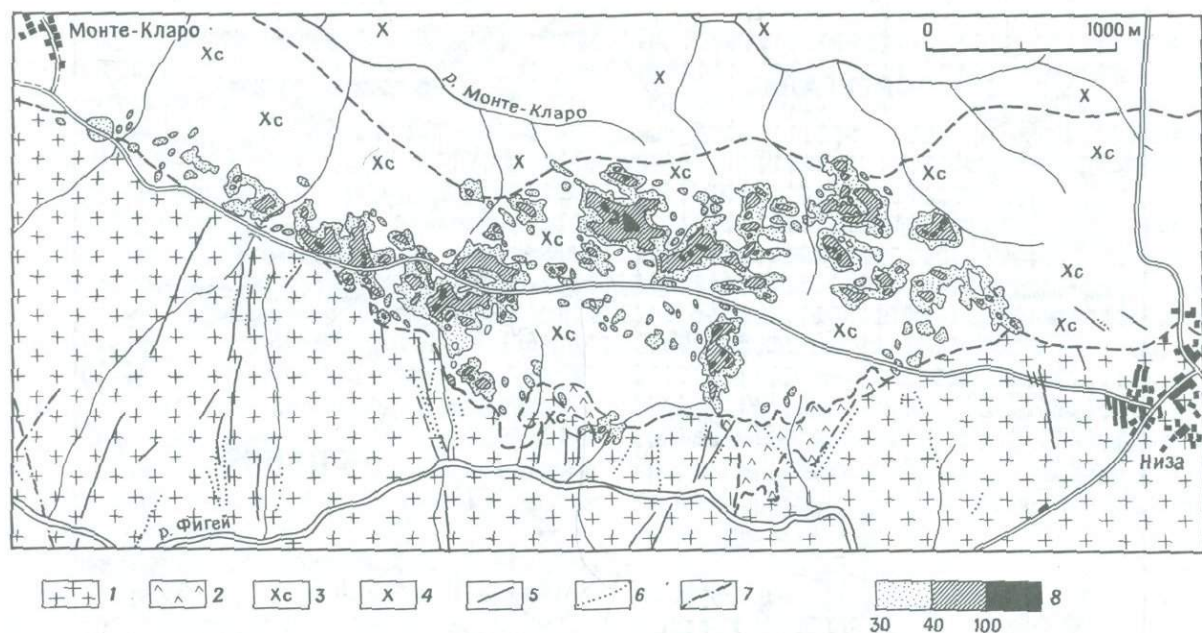 Монте-Кларо
Хс
Х
Х
0 1000 м
р. Монте-Кларо
Х
Х
Хс
Хс
Х
Хс
Хс
Хс
Хс
Хс
Хс
Хс
Хс
Хс
Низа
р. Фигей
1 2 Хс 3 Х 4 5 6 7 8
30 40 100